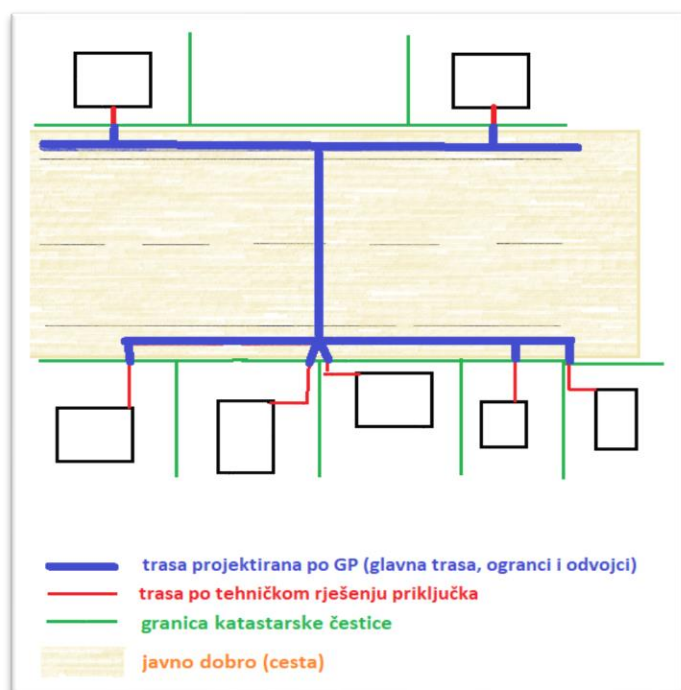 trasa projektirana po GP (glavna trasa, ogranci i odvojci)
trasa po tehničkom rješenju priključka
granica katastarske čestice
javno dobro (cesta)